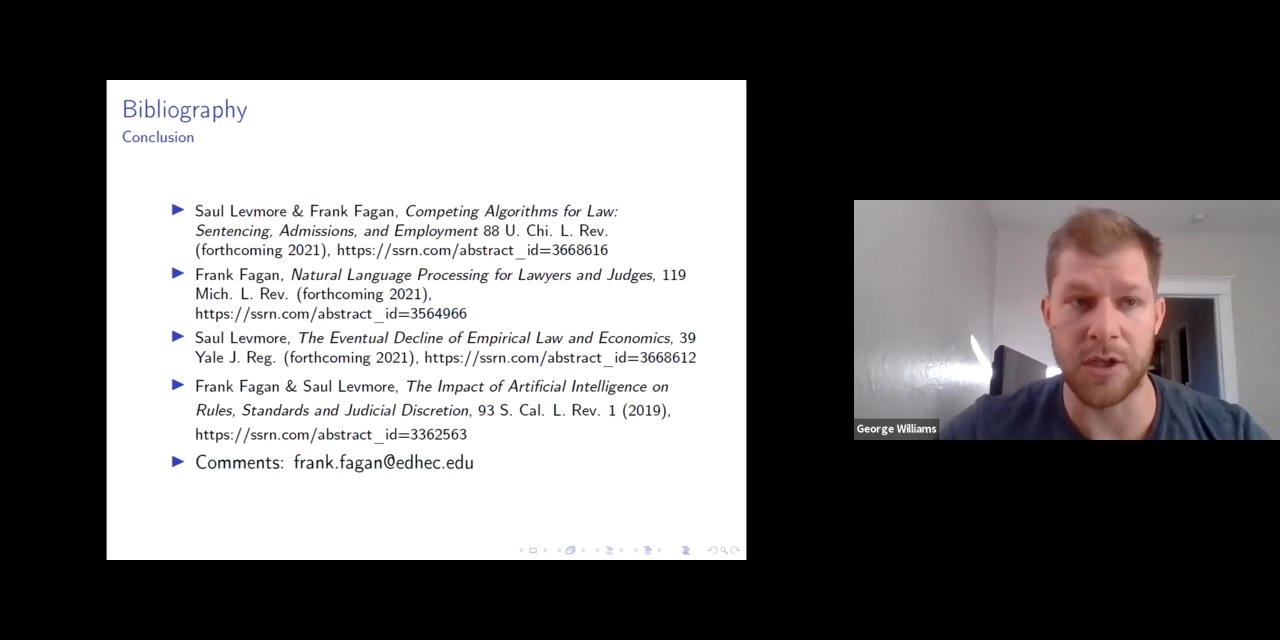 Bibliography
Conclusion
Saul Levmore & Frank Fagan, Competing Algorithms for Law:
Sentencing, Admissions, and Employment 88 U. Chi. L. Rev.
(forthcoming 2021), https://ssrn.com/abstract_id=3668616
Frank Fagan, Natural Language Processing for Lawyers and Judges, 119
Mich. L. Rev. (forthcoming 2021),
https://ssrn.com/abstract_id=3564966
Saul Levmore, The Eventual Decline of Empirical Law and Economics, 39
Yale J. Reg. (forthcoming 2021), https://ssrn.com/abstract_id=3668612
Frank Fagan & Saul Levmore, The Impact of Artificial Intelligence on
Rules, Standards and Judicial Discretion, 93 S. Cal. L. Rev. 1 (2019),
https://ssrn.com/abstract_id=3362563
Comments: frank.fagan@edhec.edu
George Williams